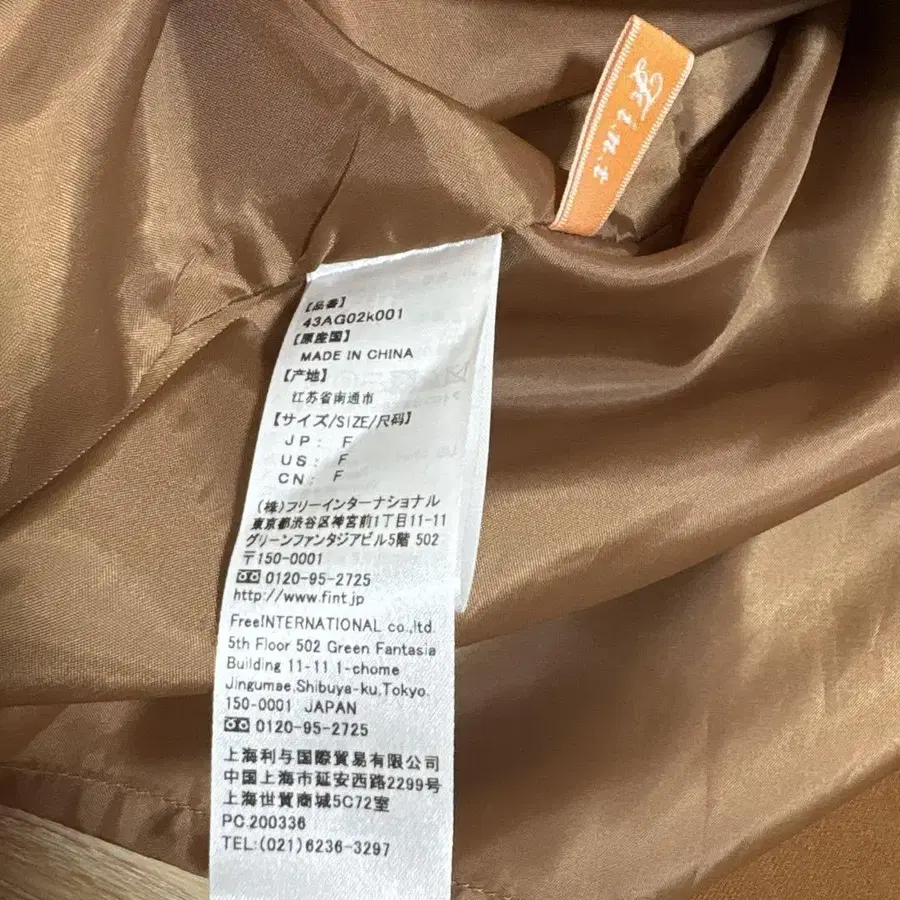 Fint
【品番】
43AG02k001
【原産国】
MADE IN CHINA
【产地】
江苏省南通市
【サイズ/SIZE/尺码】
JP: F
US: F
CN: F
(株)フリーインターナショナル
東京都渋谷区神宮前1丁目11-11
グリーンファンタジアビル5階 502
〒150-0001
0120-95-2725
http://www.fint.jp
FreeINTERNATIONAL co.,ltd.
5th Floor 502 Green Fantasia
Building 11-11 1-chome
Jingumae,Shibuya-ku,Tokyo.
150-0001 JAPAN
0120-95-2725
上海利与国際貿易有限公司
中国上海市延安西路2299号
上海世贸商城5C72室
PC.200336
TEL:(021)6236-3297